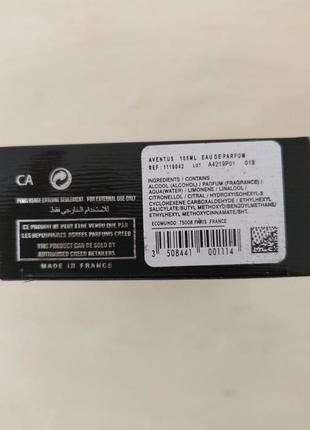 CA
POUR USAGE EXTERNE SEULEMENT. FOR EXTERNAL USE ONLY
للاستخدام الخارجي فقط
CE PRODUIT NE PEUT ETRE VENDU QUE PAR
LES DEPOSITAIRES AGREES PARFUMS CREED
THIS PRODUCT CAN BE SOLD BY
AUTHORISED CREED DEALERS
MADE IN FRANCE
AVENTUS 100ML EAU DE PARFUM
REF: 1110042 LOT A4219P01 01B
INGREDIENTS / CONTAINS :
ALCOOL (ALCOHOL) / PARFUM (FRAGRANCE) /
AQUA(WATER) / LIMONENE / LINALOOL /
CITRONELLOL / CITRAL / HYDROXYISOHEXYL-3
CYCLOHEXENE CARBOXALDEHYDE / ETHYLHEXYL
SALICYLATE/ BUTYL METHOXYDIBENZOYLMETHANE/
ETHYLHEXYL METHOXYCINNAMATE/ BHT.
ECOMUNDO 75008 PARIS FRANCE
3 508441 001114